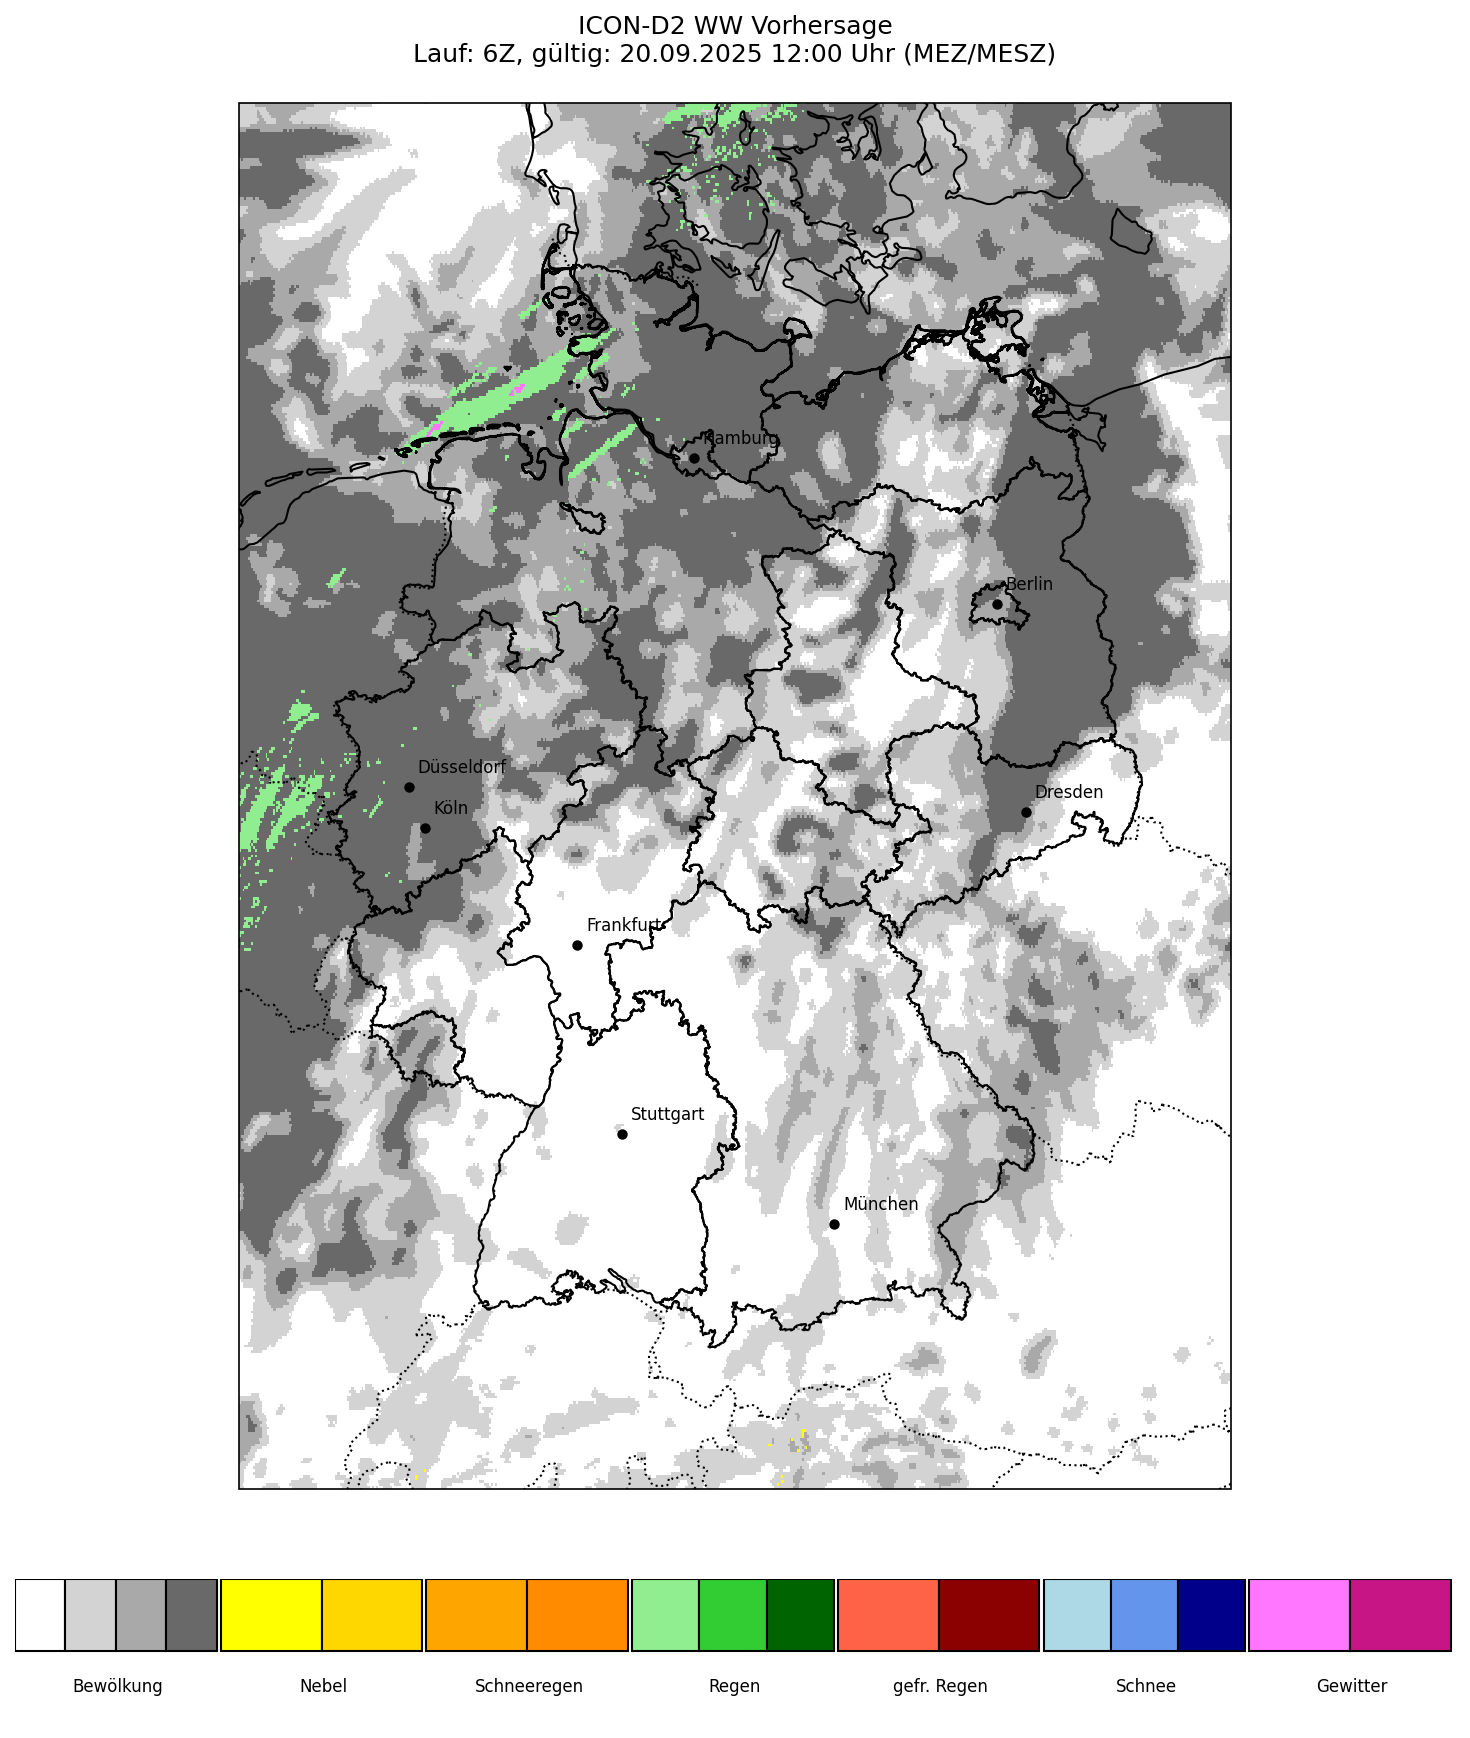 ICON-D2 WW Vorhersage
Lauf: 6Z, gültig: 20.09.2025 12:00 Uhr (MEZ/MESZ)
Hamburg
Berlin
Düsseldorf
Köln
Dresden
Frankfurt
Stuttgart
München
Bewölkung
Nebel
Schneeregen
Regen
gefr. Regen
Schnee
Gewitter